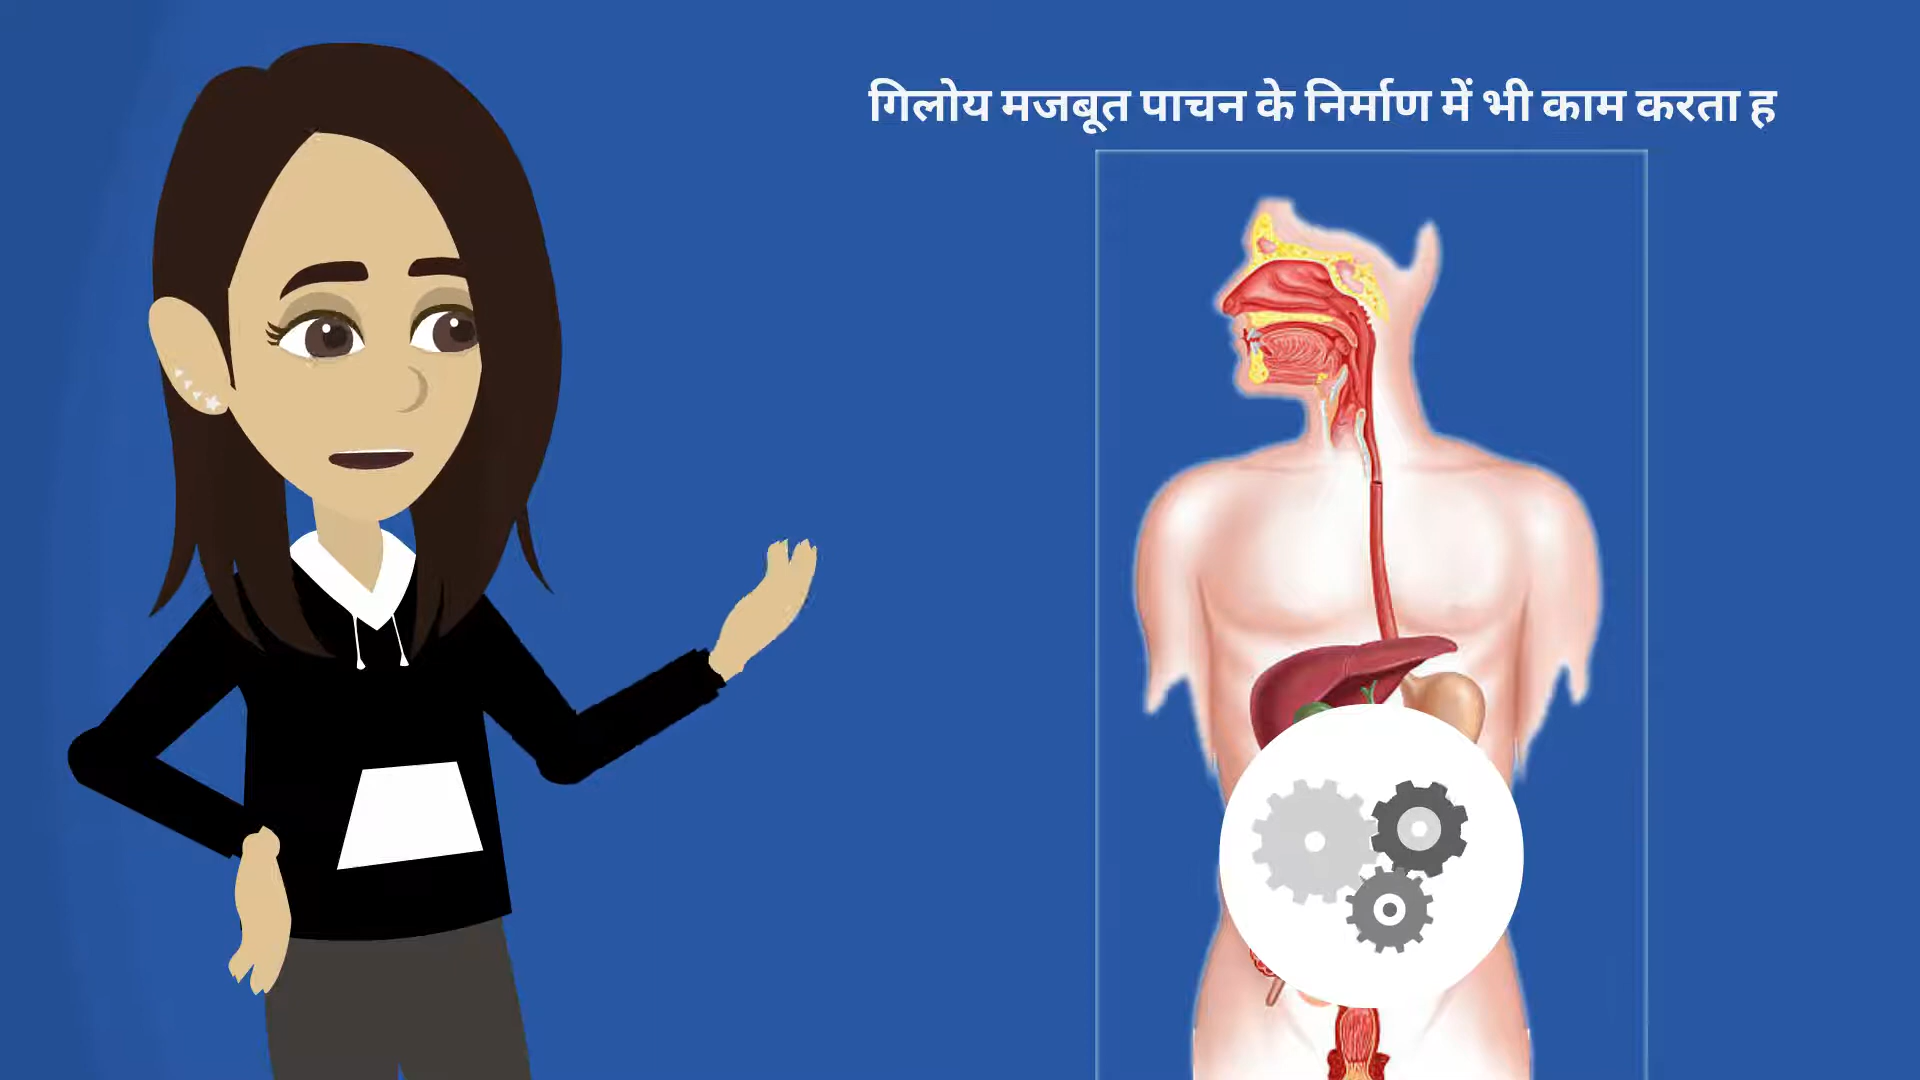 गिलोय मजबूत पाचन के निर्माण में भी काम करता ह